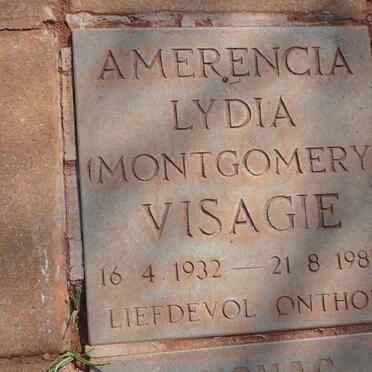 AMERENCIA
LYDIA
(MONTGOMERY
VISAGIE
16 4 1932 — 21 8 198
LIEFDEVOL ONTHO